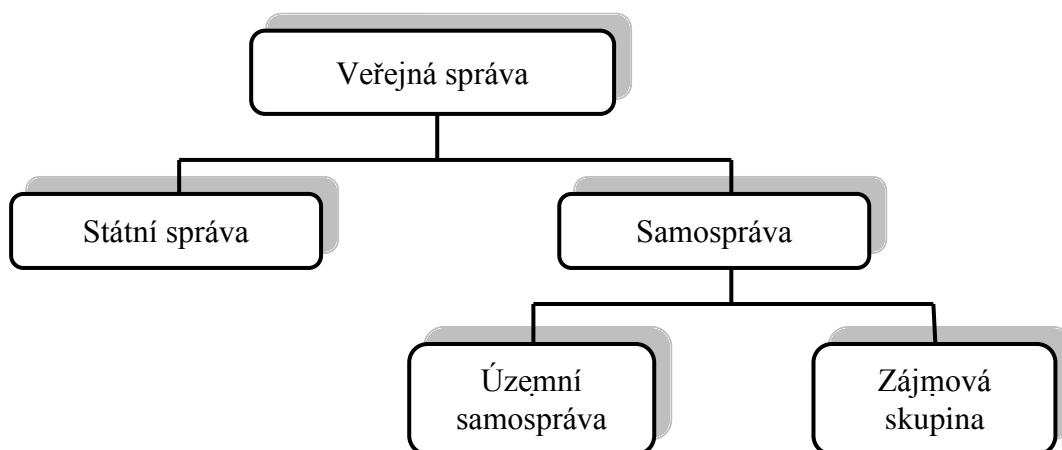 Veřejná správa
Státní správa
Samospráva
Územní
samospráva
Zájmová
skupina